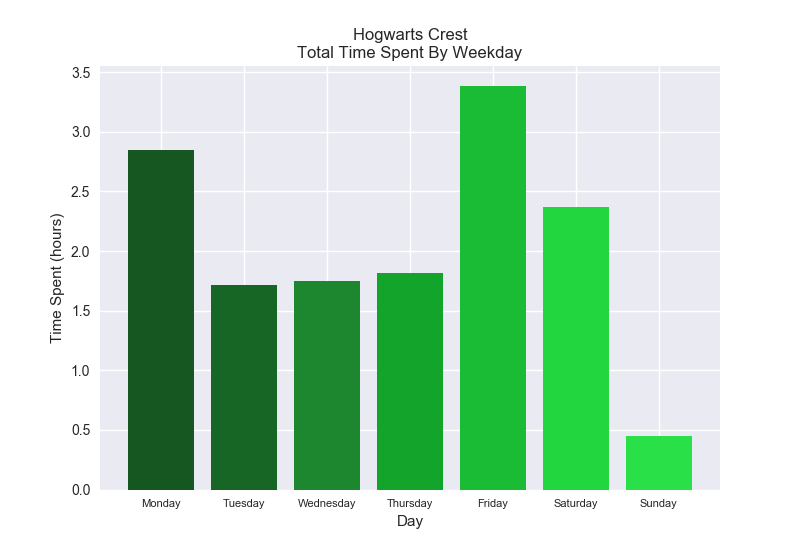 Hogwarts Crest
Total Time Spent By Weekday
Time Spent (hours)
3.5
3.0
2.5
2.0
1.5
1.0
0.5
0.0
Monday Tuesday Wednesday Thursday Friday Saturday Sunday
Day